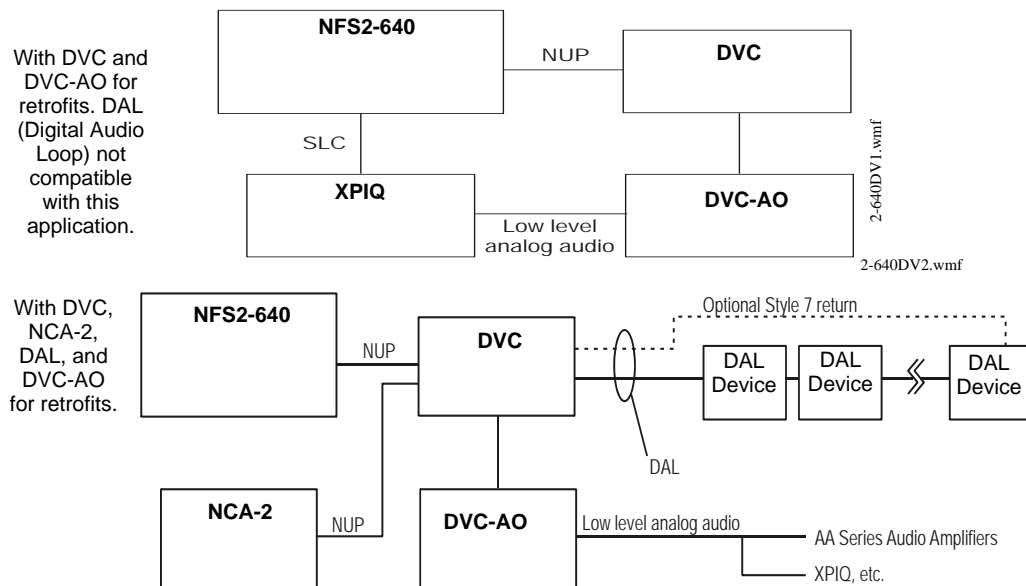 With DVC and
DVC-AO for
retrofits. DAL
(Digital Audio
Loop) not
compatible
with this
application.
NFS2-640
NUP
DVC
SLC
XPIQ
Low level
analog audio
DVC-AO
2-640DV1.wmf
2-640DV2.wmf
With DVC,
NCA-2,
DAL, and
DVC-AO
for retrofits.
NFS2-640
NUP
DVC
Optional Style 7 return
DAL
Device
DAL
Device
DAL
Device
DAL
NCA-2
NUP
DVC-AO
Low level analog audio
AA Series Audio Amplifiers
XPIQ, etc.